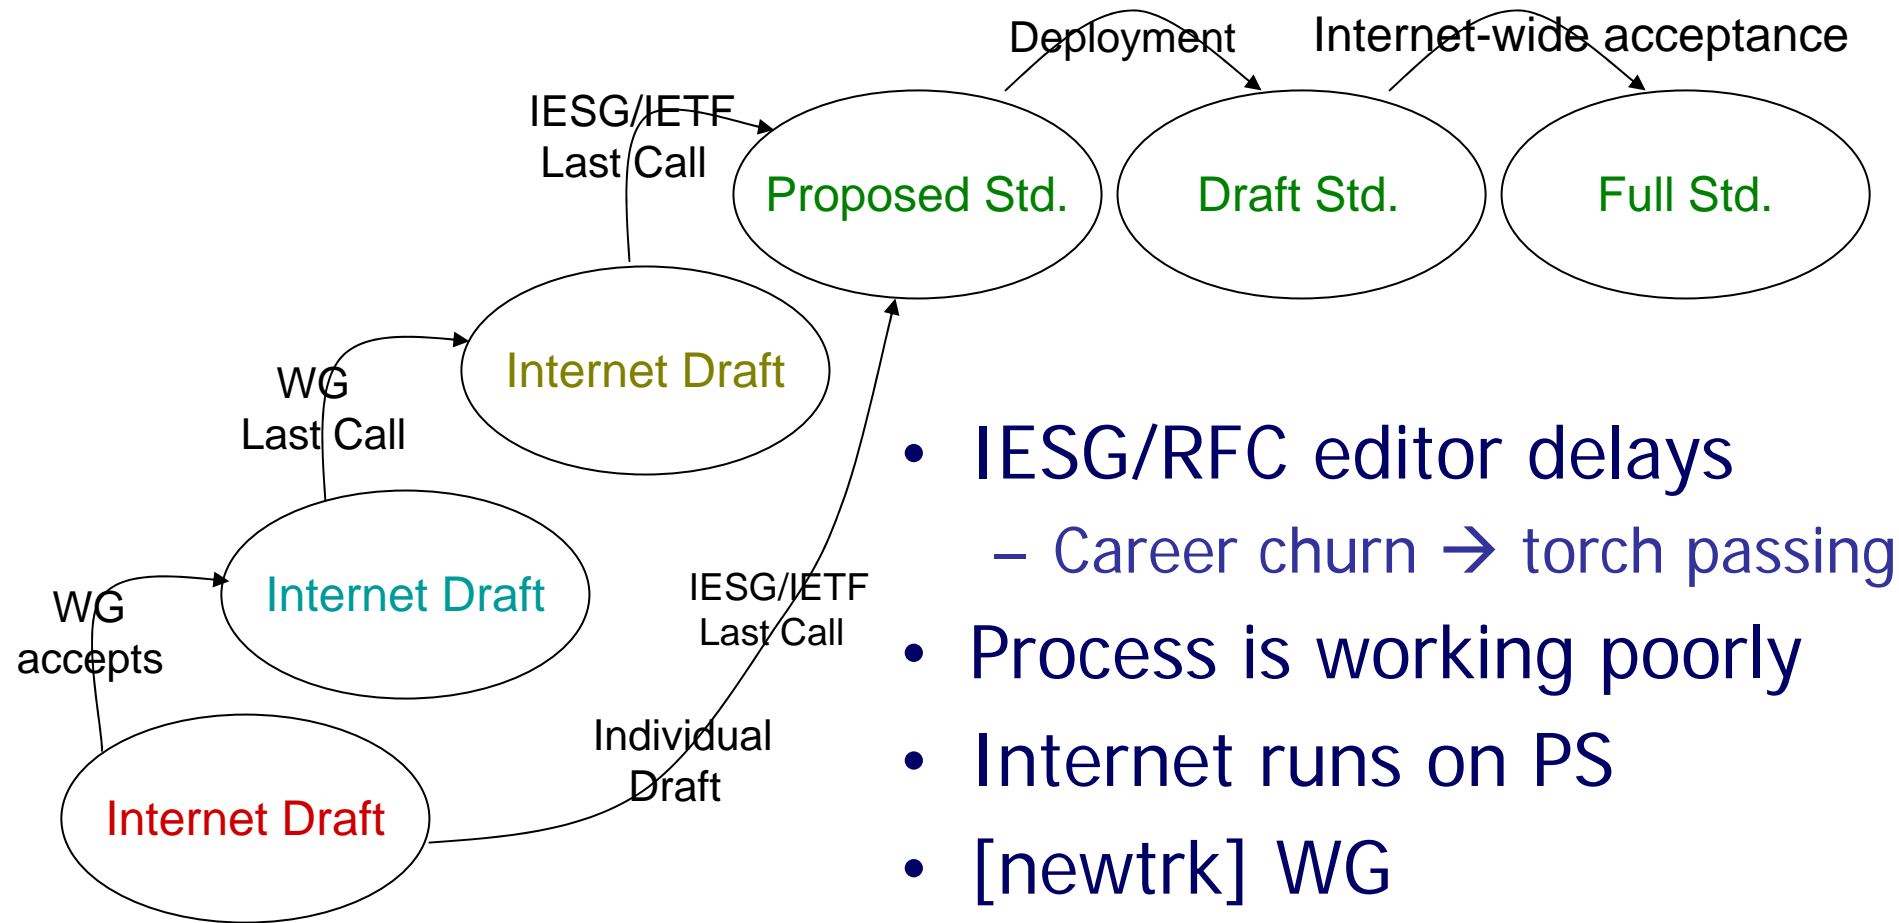 Deployment
Internet-wide acceptance
IESG/IETF
Last Call
Proposed Std.
Draft Std.
Full Std.
Internet Draft
WG
Last Call
Internet Draft
WG
accepts
Internet Draft
IESG/IETF
Last Call
Individual
Draft
• IESG/RFC editor delays
– Career churn → torch passing
• Process is working poorly
• Internet runs on PS
• [newtrk] WG